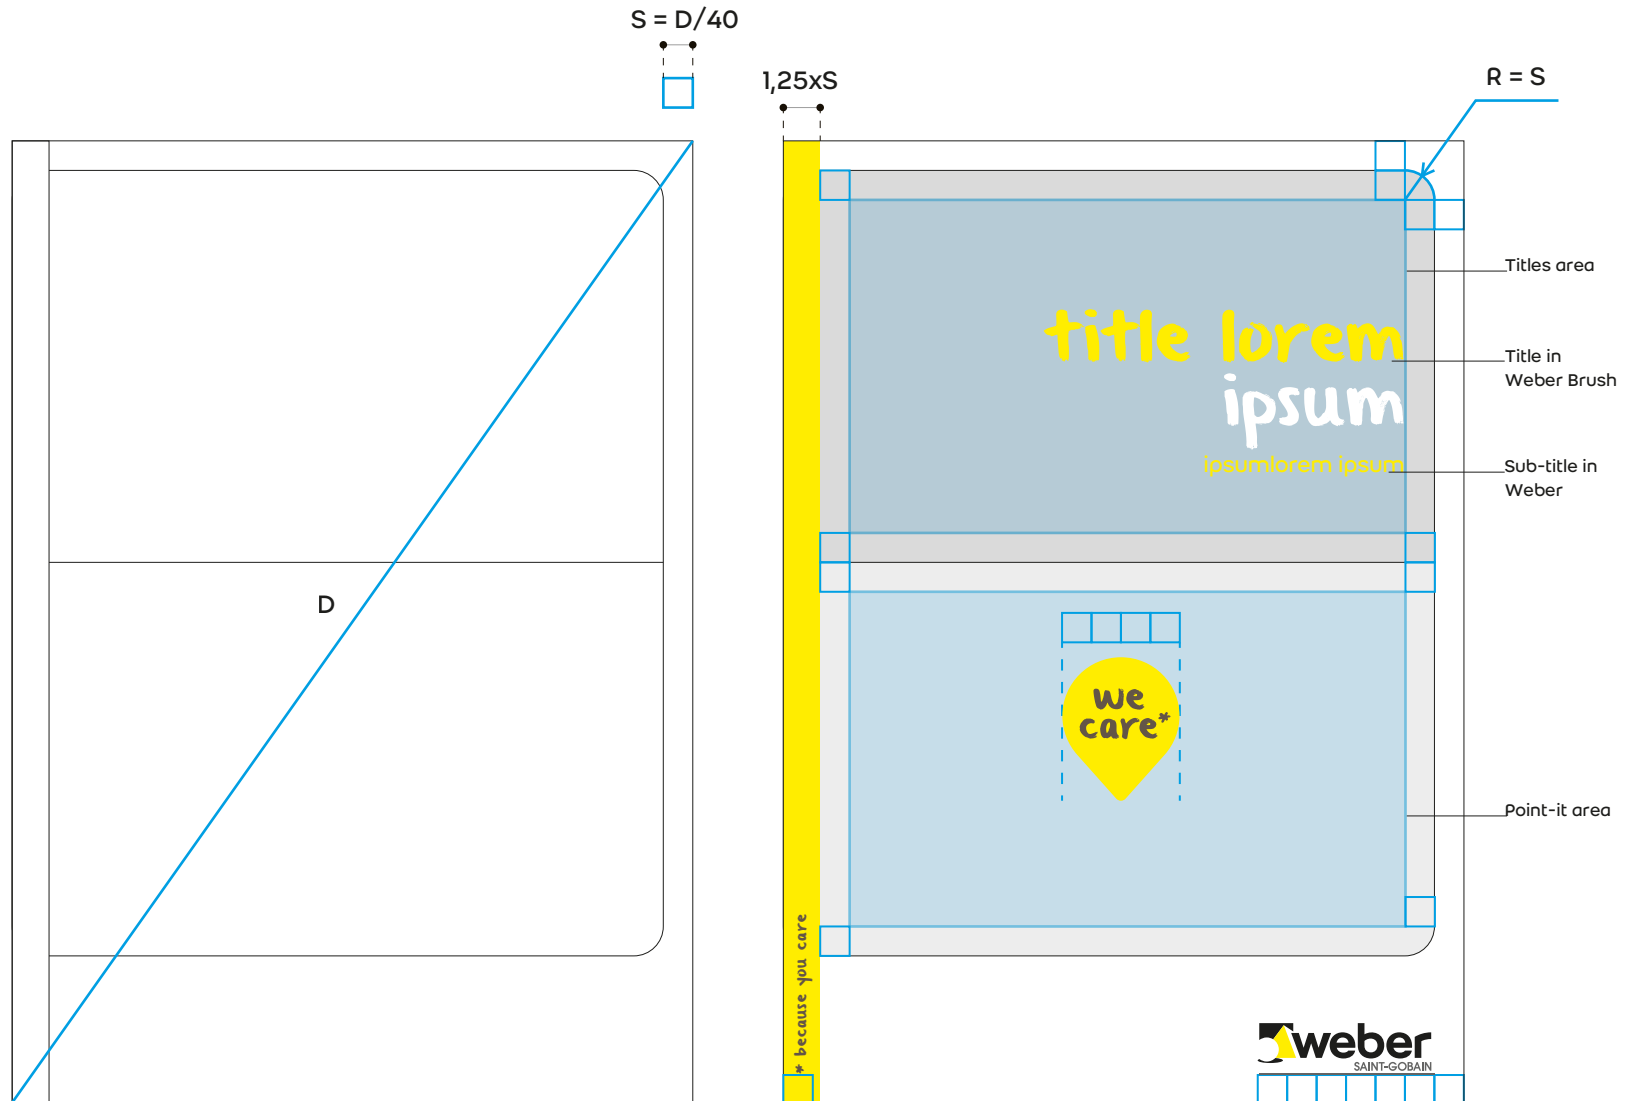 S = D/40
1,25xS
R = S
Titles area
title lorem
ipsum
ipsumlorem ipsum
Title in
Weber Brush
Sub-title in
Weber
D
we
care*
Point-it area
* because you care
weber
SAINT-GOBAIN